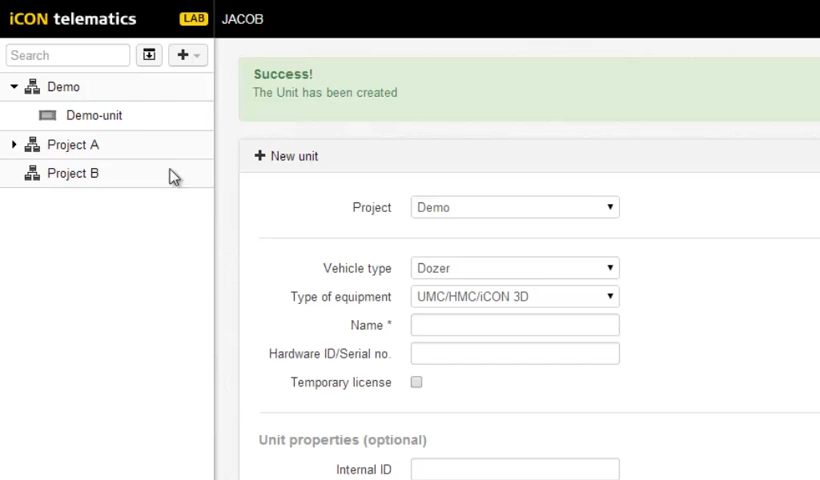 iCON telematics LAB JACOB
Search
Demo
Demo-unit
Project A
Project B
Success!
The Unit has been created
New unit
Project Demo
Vehicle type Dozer
Type of equipment UMC/HMC/iCON 3D
Name *
Hardware ID/Serial no.
Temporary license
Unit properties (optional)
Internal ID